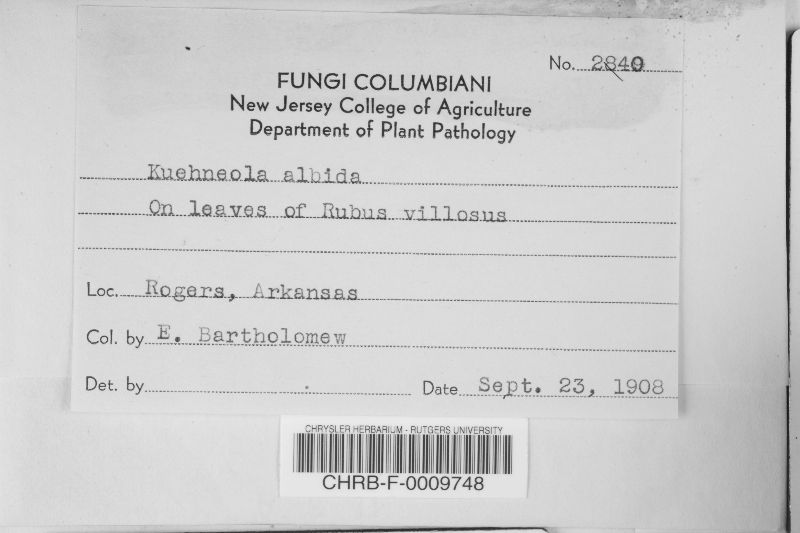 No. 2840
FUNGI COLUMBIANI
New Jersey College of Agriculture
Department of Plant Pathology
Kuehneola albida
On leaves of Rubus villosus
Loc. Rogers, Arkansas
Col. by E. Bartholomew
Det. by Date Sept. 23, 1908
CHRYSLER HERBARIUM - RUTGERS UNIVERSITY
CHRB-F-0009748